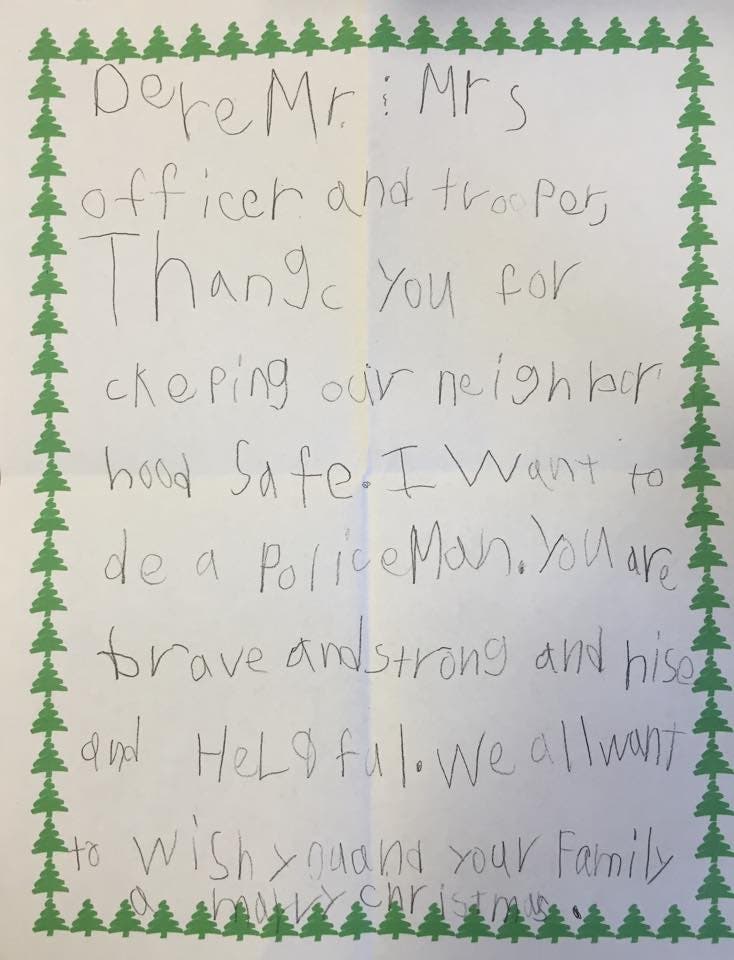 Dere Mr. & Mrs
officer and trooper,
Thangc you for
ckeping our neighbor
hood Safe. I Want to
de a PoliceMan. You are
brave and strong and hise
and HeLpful. We all want
to Wish you and your Family
a marry christmas.